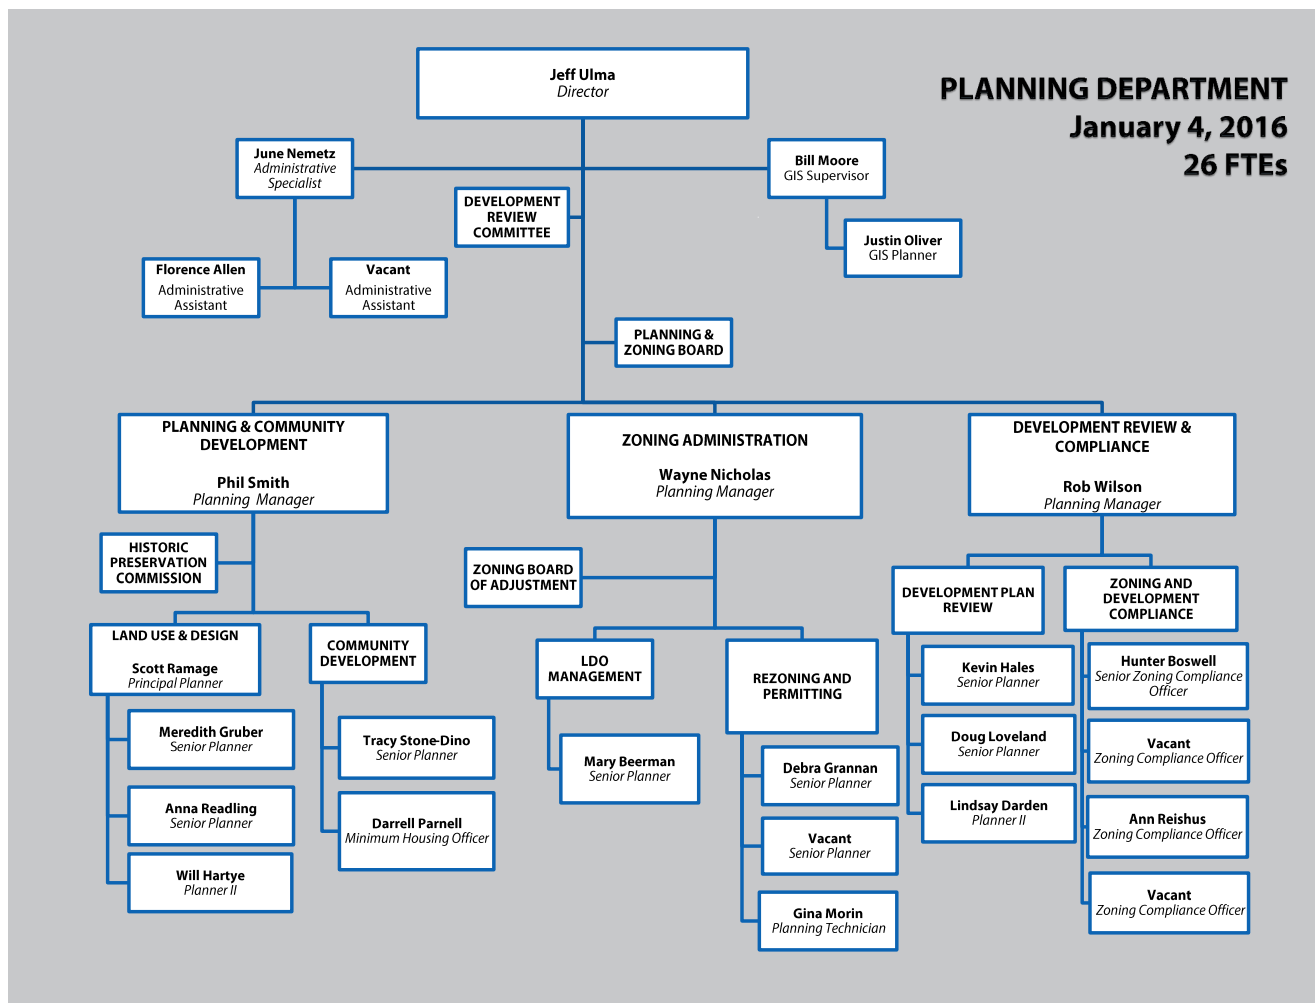 Jeff Ulma
Director
PLANNING DEPARTMENT
January 4, 2016
26 FTEs
June Nemetz
Administrative
Specialist
Bill Moore
GIS Supervisor
DEVELOPMENT
REVIEW
COMMITTEE
Justin Oliver
GIS Planner
Florence Allen
Administrative
Assistant
Vacant
Administrative
Assistant
PLANNING &
ZONING BOARD
PLANNING & COMMUNITY
DEVELOPMENT
Phil Smith
Planning Manager
ZONING ADMINISTRATION
Wayne Nicholas
Planning Manager
DEVELOPMENT REVIEW &
COMPLIANCE
Rob Wilson
Planning Manager
HISTORIC
PRESERVATION
COMMISSION
LAND USE & DESIGN
Scott Ramage
Principal Planner
Meredith Gruber
Senior Planner
Anna Readling
Senior Planner
Will Hartye
Planner II
COMMUNITY
DEVELOPMENT
Tracy Stone-Dino
Senior Planner
Darrell Parnell
Minimum Housing Officer
ZONING BOARD
OF ADJUSTMENT
LDO
MANAGEMENT
Mary Beerman
Senior Planner
REZONING AND
PERMITTING
Debra Grannan
Senior Planner
Vacant
Senior Planner
Gina Morin
Planning Technician
DEVELOPMENT PLAN
REVIEW
Kevin Hales
Senior Planner
Doug Loveland
Senior Planner
Lindsay Darden
Planner II
ZONING AND
DEVELOPMENT
COMPLIANCE
Hunter Boswell
Senior Zoning Compliance
Officer
Vacant
Zoning Compliance Officer
Ann Reishus
Zoning Compliance Officer
Vacant
Zoning Compliance Officer